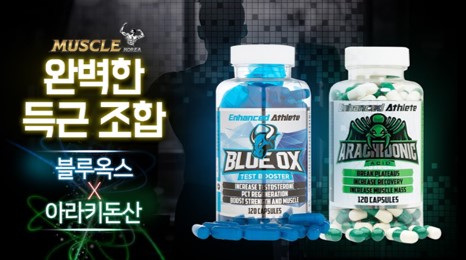 MUSCLE
KOREA
완벽한
득근 조합
블루옥스
X
아라키돈산
Enhanced Athlete
BLUE OX
TEST BOOSTER
INCREASE TESTOSTERONE
PCT REGENERATION
BOOST STRENGTH AND MUSCLE
120 CAPSULES
Enhanced Athlete
ARACHIDONIC
ACID
BREAK PLATEAUS
INCREASE RECOVERY
INCREASE MUSCLE MASS
120 CAPSULES